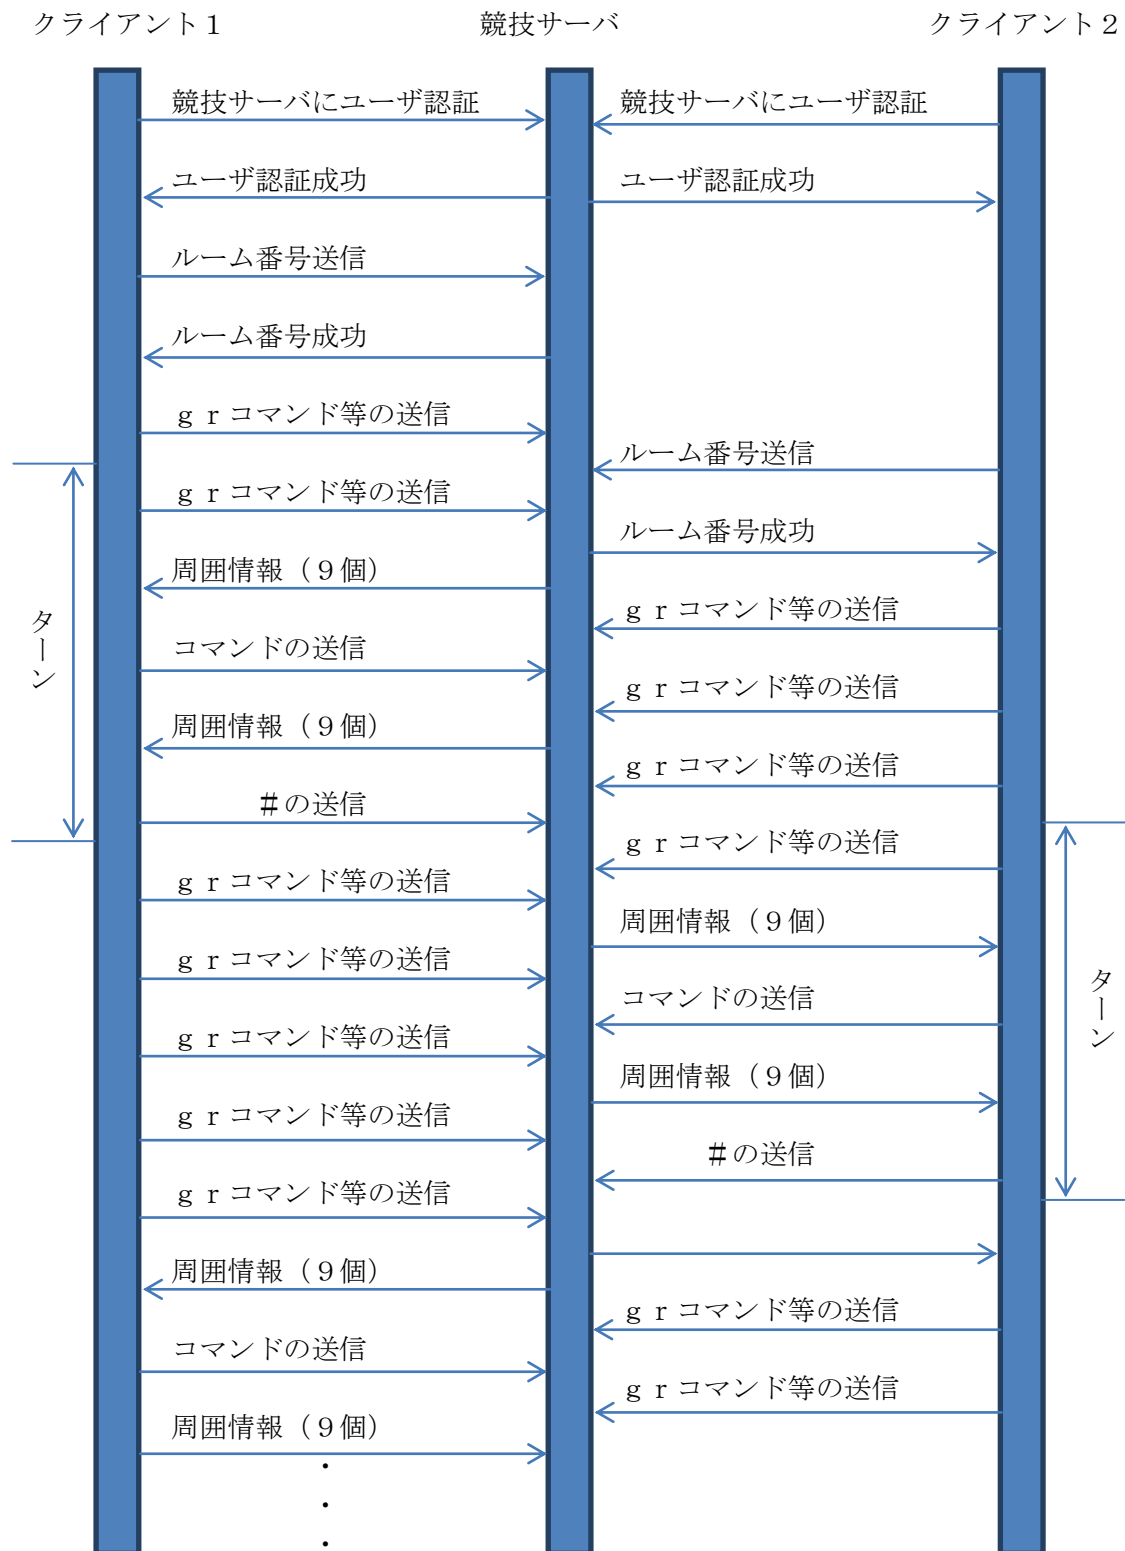 クライアント１　競技サーバ　クライアント２
競技サーバにユーザ認証　競技サーバにユーザ認証
ユーザ認証成功　ユーザ認証成功
ルーム番号送信
ルーム番号成功
ｇｒコマンド等の送信
ルーム番号送信
ｇｒコマンド等の送信
ルーム番号成功
周囲情報（９個）
ｇｒコマンド等の送信
ターン
コマンドの送信
ｇｒコマンド等の送信
周囲情報（９個）
ｇｒコマンド等の送信
＃の送信
ｇｒコマンド等の送信
ｇｒコマンド等の送信
周囲情報（９個）
ｇｒコマンド等の送信
コマンドの送信
ターン
ｇｒコマンド等の送信
周囲情報（９個）
ｇｒコマンド等の送信
＃の送信
ｇｒコマンド等の送信
周囲情報（９個）
ｇｒコマンド等の送信
コマンドの送信
ｇｒコマンド等の送信
周囲情報（９個）
・
・
・